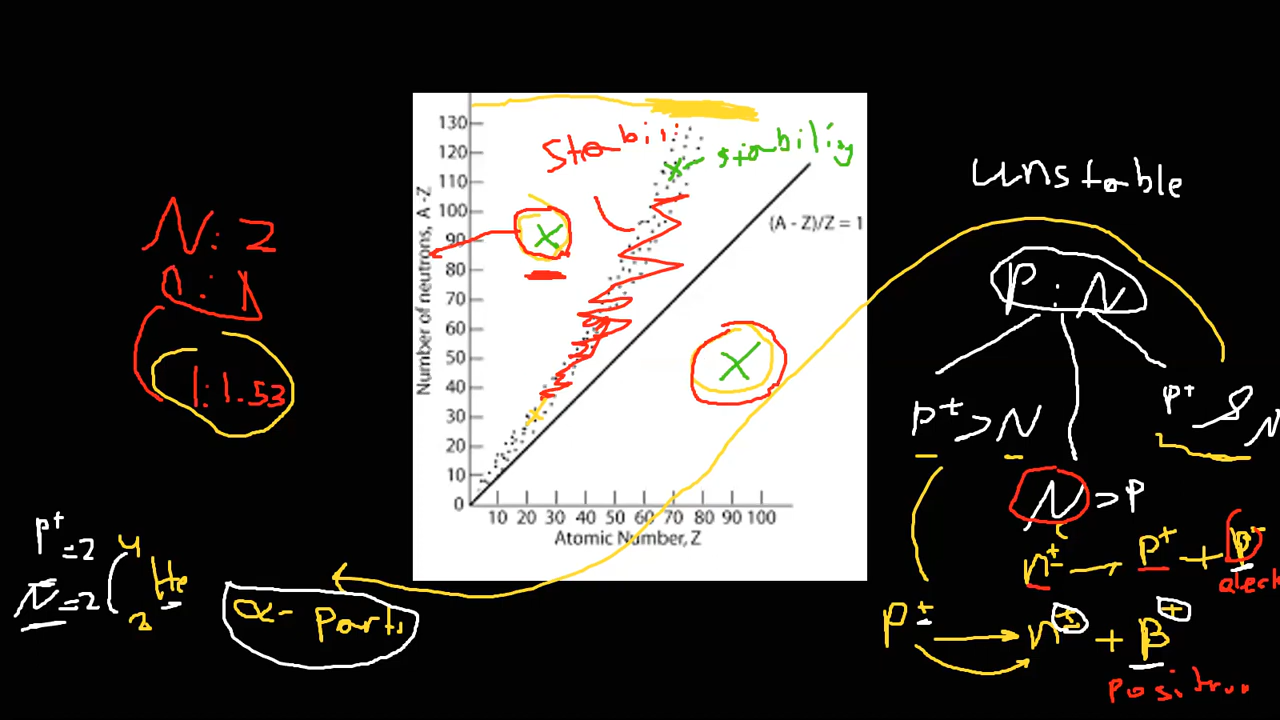 130
120
110
100
90
80
70
60
50
40
30
20
10
0
Number of neutrons, A -Z
10 20 30 40 50 60 70 80 90 100
Atomic Number, Z
(A - Z)/Z = 1
Stabili
stability
X
X
N : Z
1 : 1
1:1.53
P+ = 2
N = 2
4
He
2
α- Parti
unstable
P : N
P+ > N
N > P
P+ & N
P+
elect
P+ → n + β+
Positron